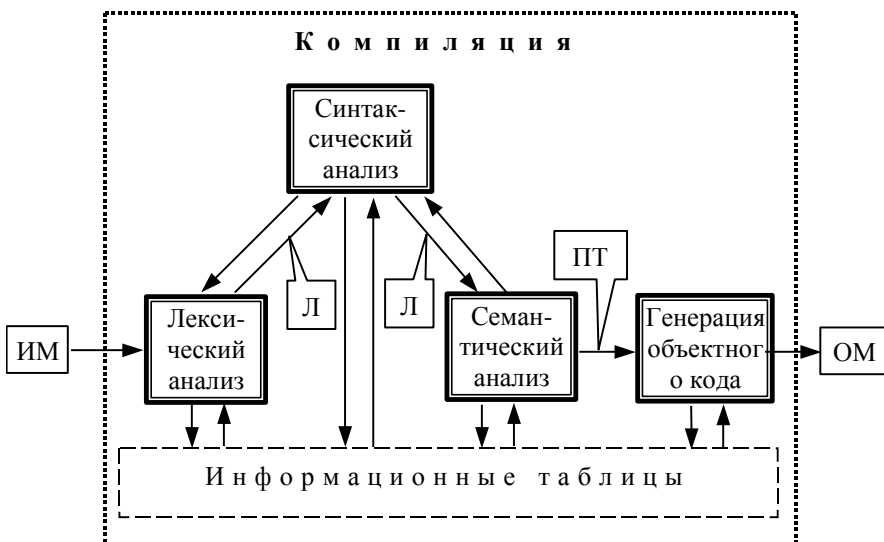 Компиляция
Синтак-
сический
анализ
ПТ
Л
Л
ИМ
Лекси-
ческий
анализ
Семан-
тический
анализ
Генерация
объектног
о кода
ОМ
Информационные таблицы